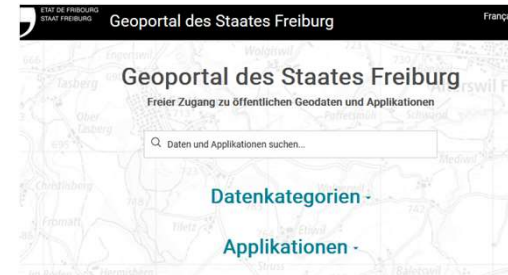 ETAT DE FRIBOURG
STAAT FREIBURG
Geoportal des Staates Freiburg
Geoportal des Staates Freiburg
Freier Zugang zu öffentlichen Geodaten und Applikationen
Daten und Applikationen suchen...
Datenkategorien
Applikationen